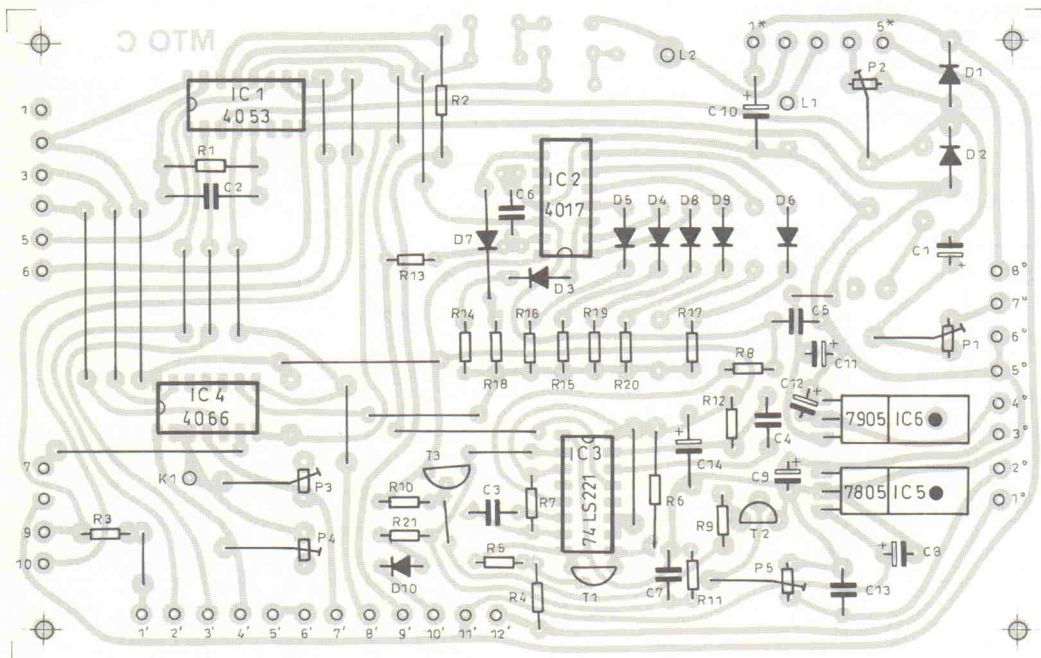 MTO C
1* 5*
L2
P2 D1
1
IC 1
4053
R2
C10 + L1
D2
3
R1
C2
IC 2
4017
C6
D5 D4 D8 D9 D6
5
D7
C1 +
6
R13
D3
8°
7°
R14 R16 R19 R17
C5
6°
P1
R18 R15 R20
R8
C11 +
5°
IC 4
4066
R12
C12 +
C4
7905 IC6
4°
3°
7
T3
IC3
74LS221
+ C14
C9 +
2°
K1
P3
R10
C3
R7
R6
7805 IC5
1°
9
R3
P4
R21
R9
T2
R5
C8 +
10
D10
R4
T1
C7
R11
P5
C13
1' 2' 3' 4' 5' 6' 7' 8' 9' 10' 11' 12'